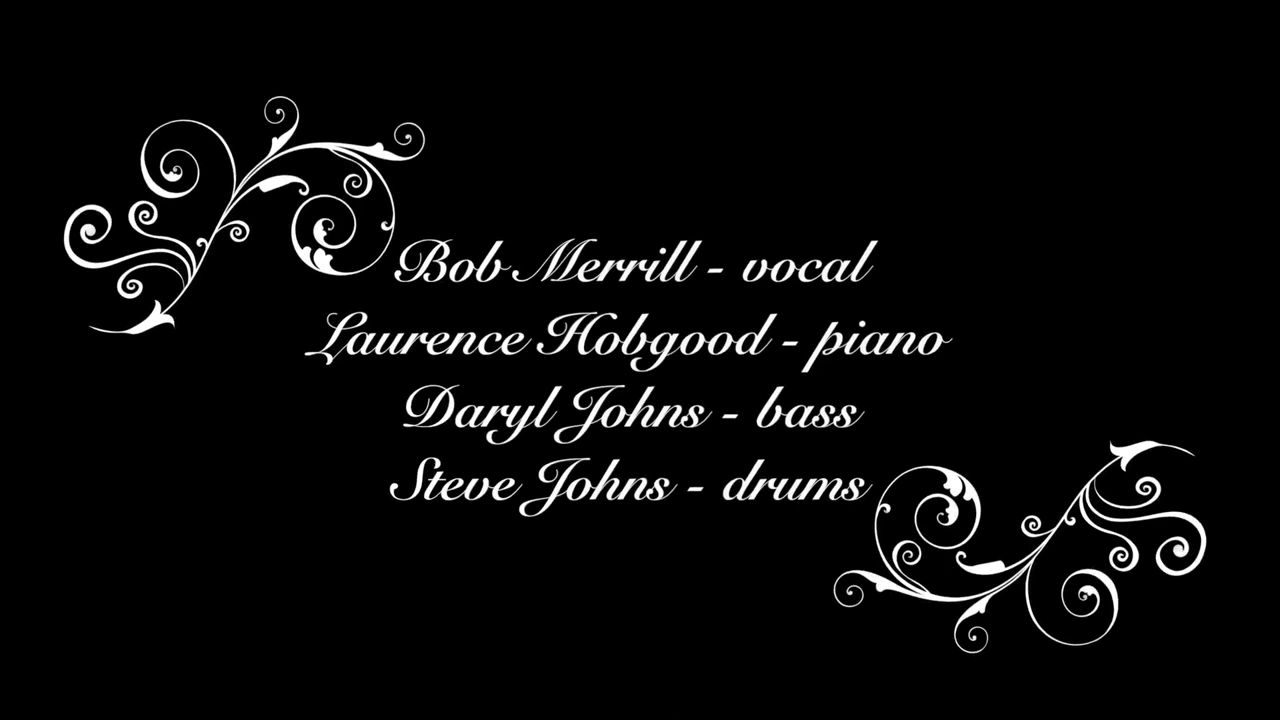 Bob Merrill - vocal
Laurence Hobgood - piano
Daryl Johns - bass
Steve Johns - drums